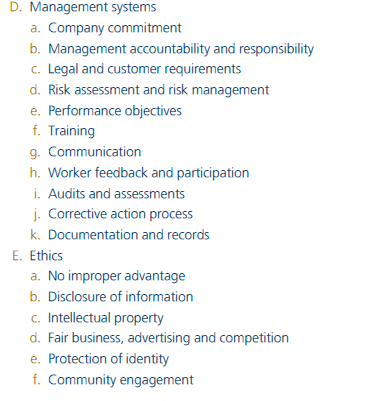 D. Management systems
a. Company commitment
b. Management accountability and responsibility
c. Legal and customer requirements
d. Risk assessment and risk management
e. Performance objectives
f. Training
g. Communication
h. Worker feedback and participation
i. Audits and assessments
j. Corrective action process
k. Documentation and records
E. Ethics
a. No improper advantage
b. Disclosure of information
c. Intellectual property
d. Fair business, advertising and competition
e. Protection of identity
f. Community engagement